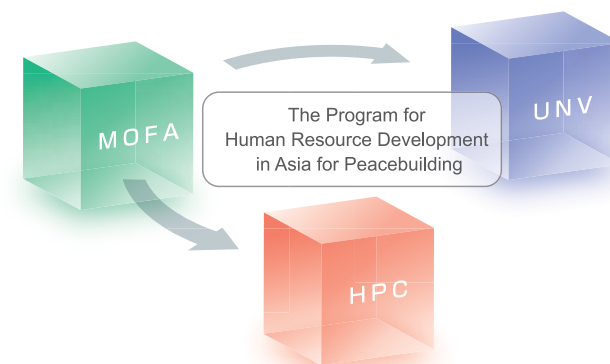 MOFA
UNV
The Program for
Human Resource Development
in Asia for Peacebuilding
HPC